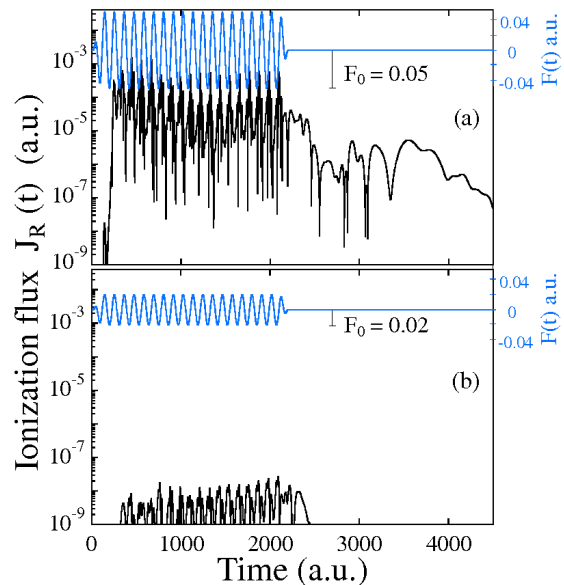 10⁻³
10⁻⁵
10⁻⁷
10⁻⁹
0.04
0
-0.04
F(t) a.u.
F₀ = 0.05
(a)
10⁻³
10⁻⁵
10⁻⁷
10⁻⁹
0.04
0
-0.04
F(t) a.u.
F₀ = 0.02
(b)
Ionization flux J_R (t) (a.u.)
0 1000 2000 3000 4000
Time (a.u.)